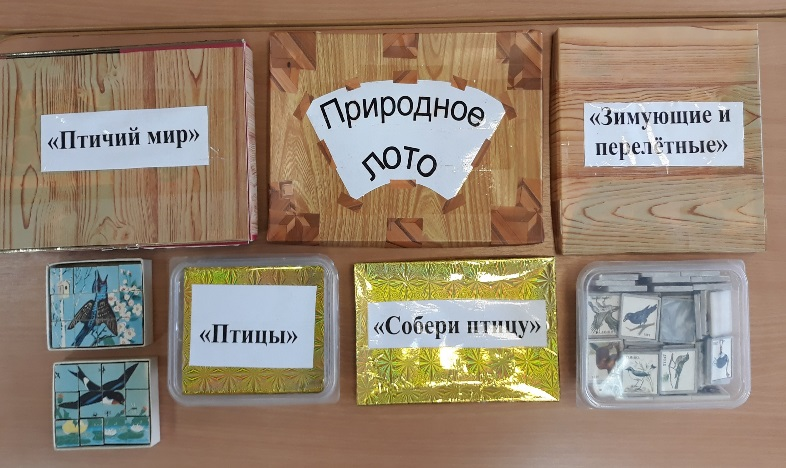 «Птичий мир»
Природное
Лото
«Зимующие и
перелётные»
«Птицы»
«Собери птицу»